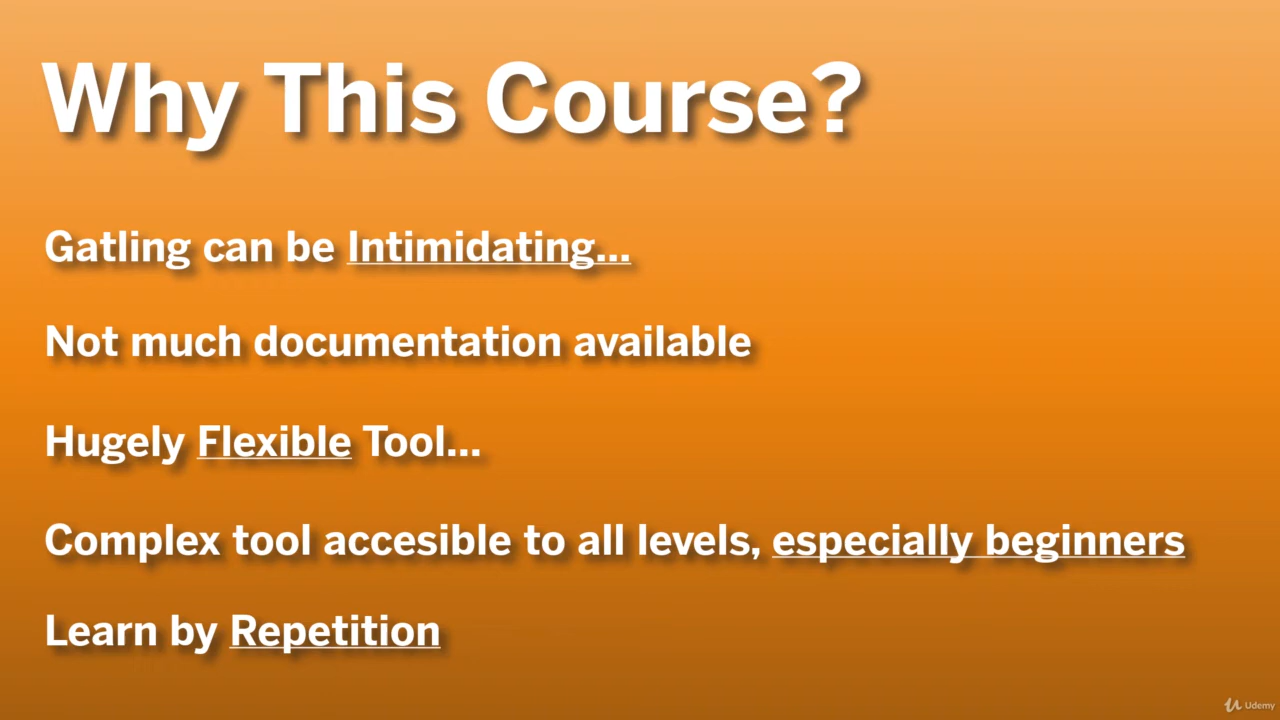 Why This Course?
Gatling can be Intimidating...
Not much documentation available
Hugely Flexible Tool...
Complex tool accesible to all levels, especially beginners
Learn by Repetition
Udemy